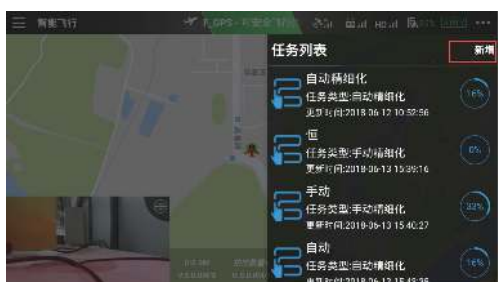 智能飞行
任务列表
新增
自动精细化
任务类型:自动精细化
更新时间:2018-06-12 10:52:56
16%
恒
任务类型:手动精细化
更新时间:2018-06-13 15:39:16
0%
手动
任务类型:手动精细化
更新时间:2018-06-13 15:40:27
33%
自动
任务类型:自动精细化
16%